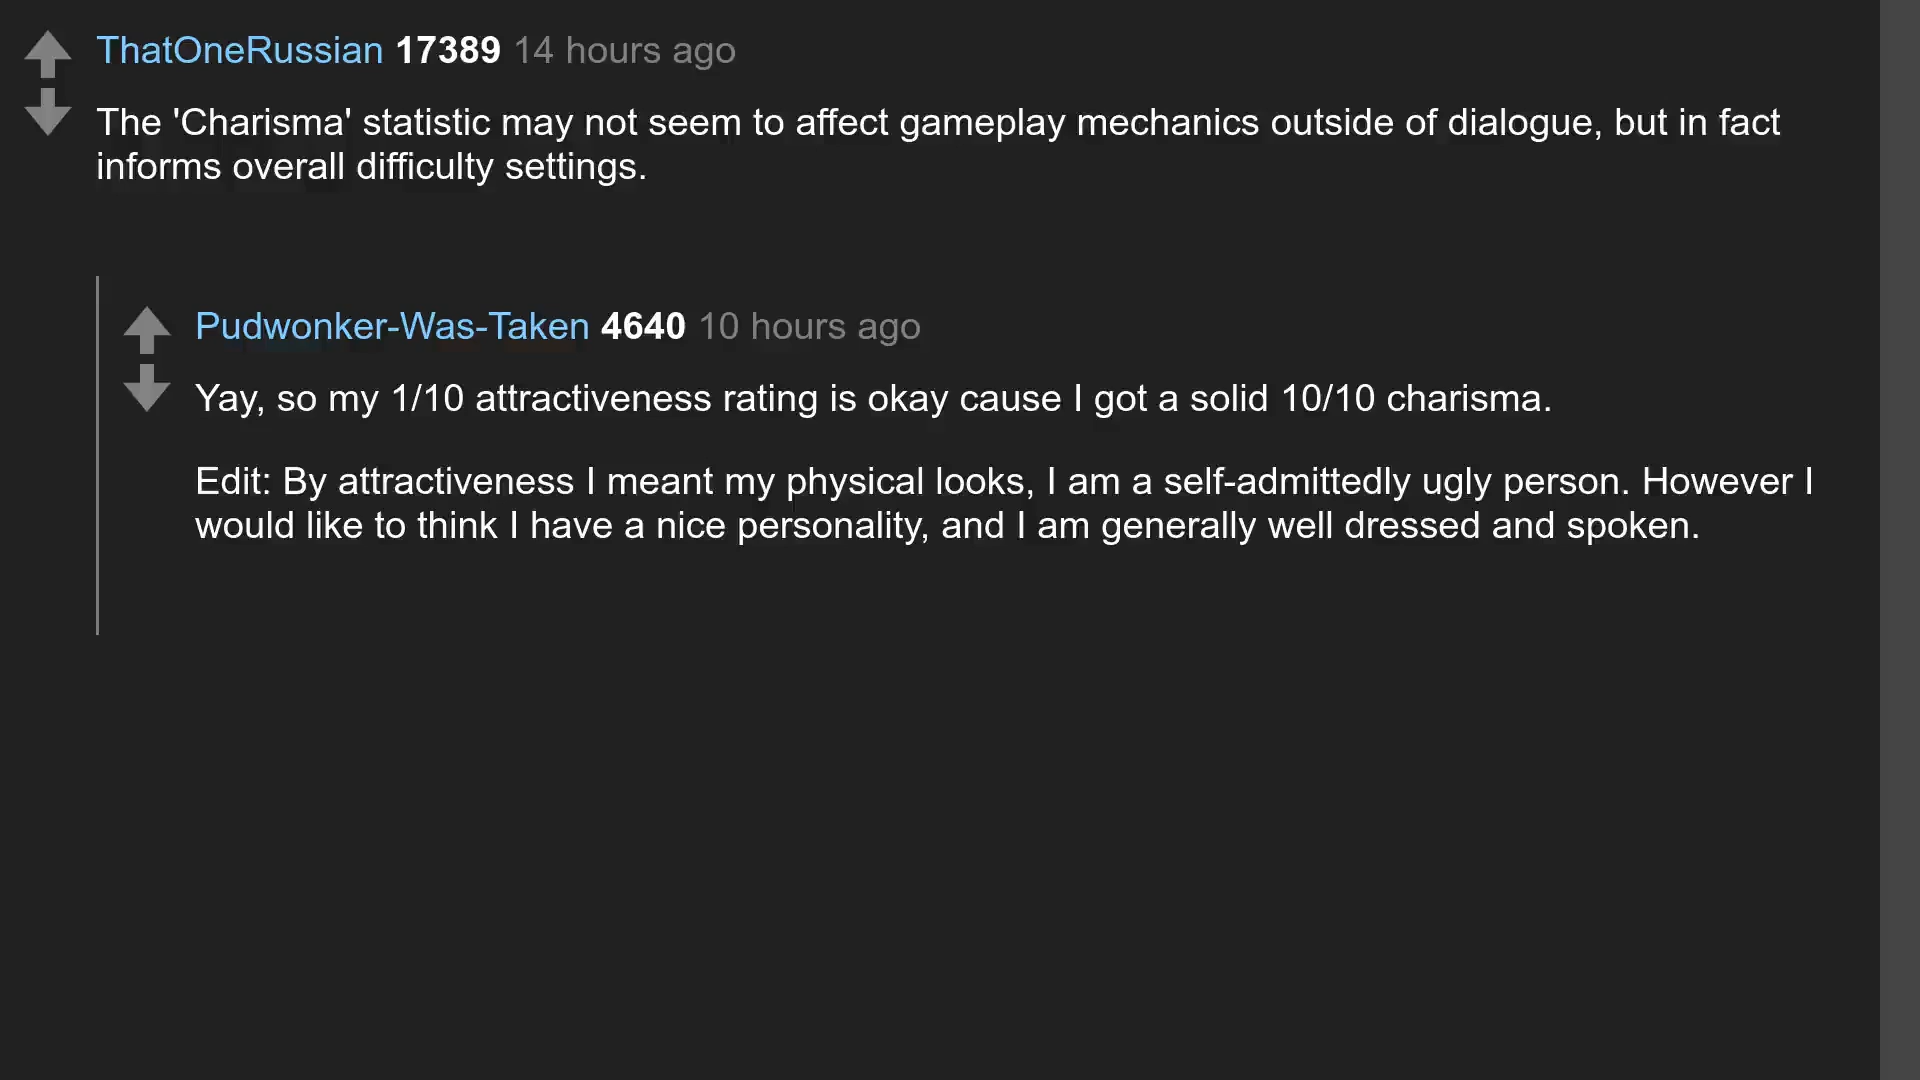 ThatOneRussian 17389 14 hours ago
The 'Charisma' statistic may not seem to affect gameplay mechanics outside of dialogue, but in fact
informs overall difficulty settings.
Pudwonker-Was-Taken 4640 10 hours ago
Yay, so my 1/10 attractiveness rating is okay cause I got a solid 10/10 charisma.
Edit: By attractiveness I meant my physical looks, I am a self-admittedly ugly person. However I
would like to think I have a nice personality, and I am generally well dressed and spoken.